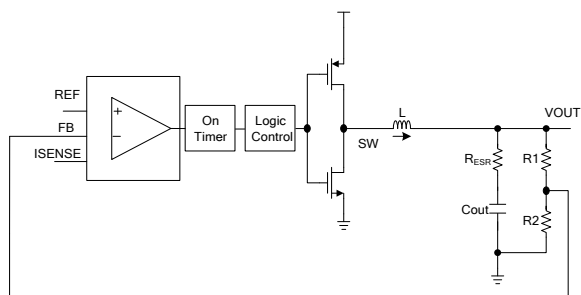 REF
FB
ISENSE
+
−
On
Timer
Logic
Control
SW
L
VOUT
RESR
Cout
R1
R2